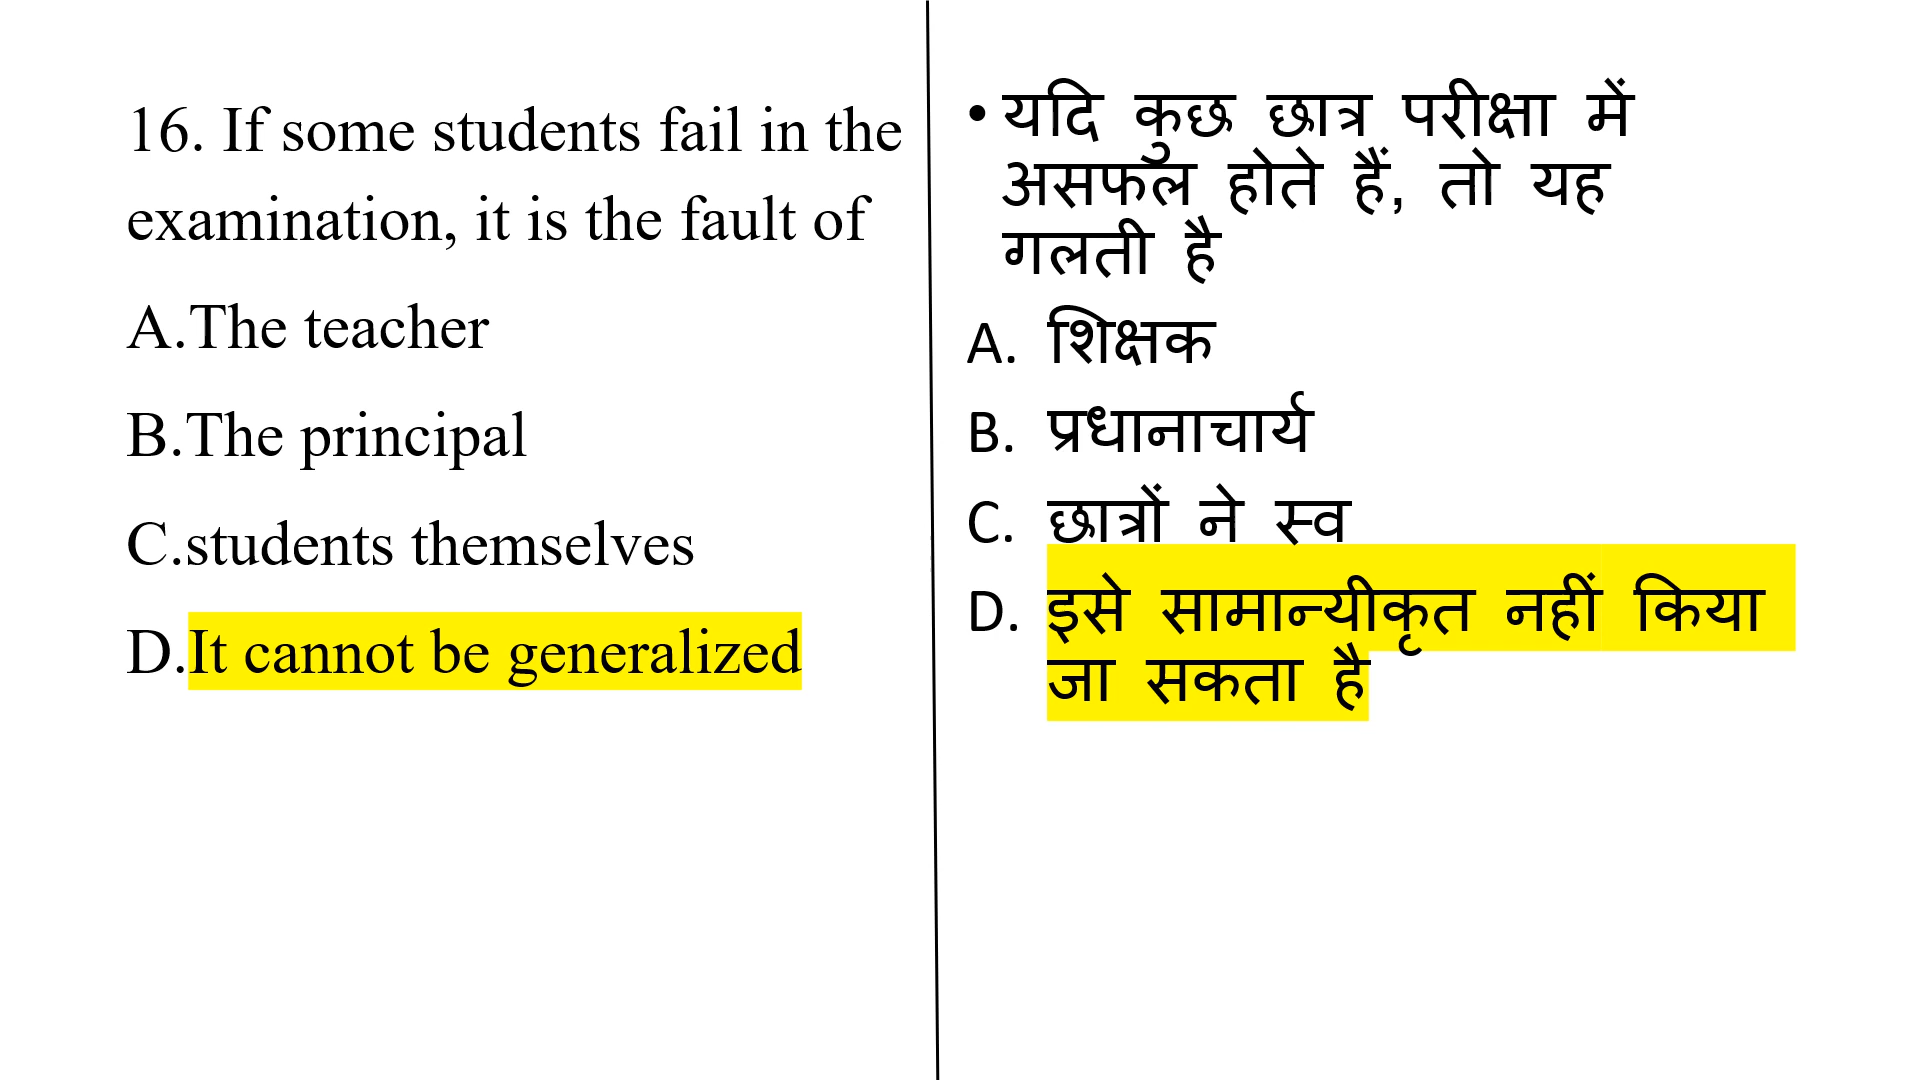 16. If some students fail in the
examination, it is the fault of
A.The teacher
B.The principal
C.students themselves
D.It cannot be generalized
• यदि कुछ छात्र परीक्षा में
असफल होते हैं, तो यह
गलती है
A. शिक्षक
B. प्रधानाचार्य
C. छात्रों ने स्व
D. इसे सामान्यीकृत नहीं किया
जा सकता है